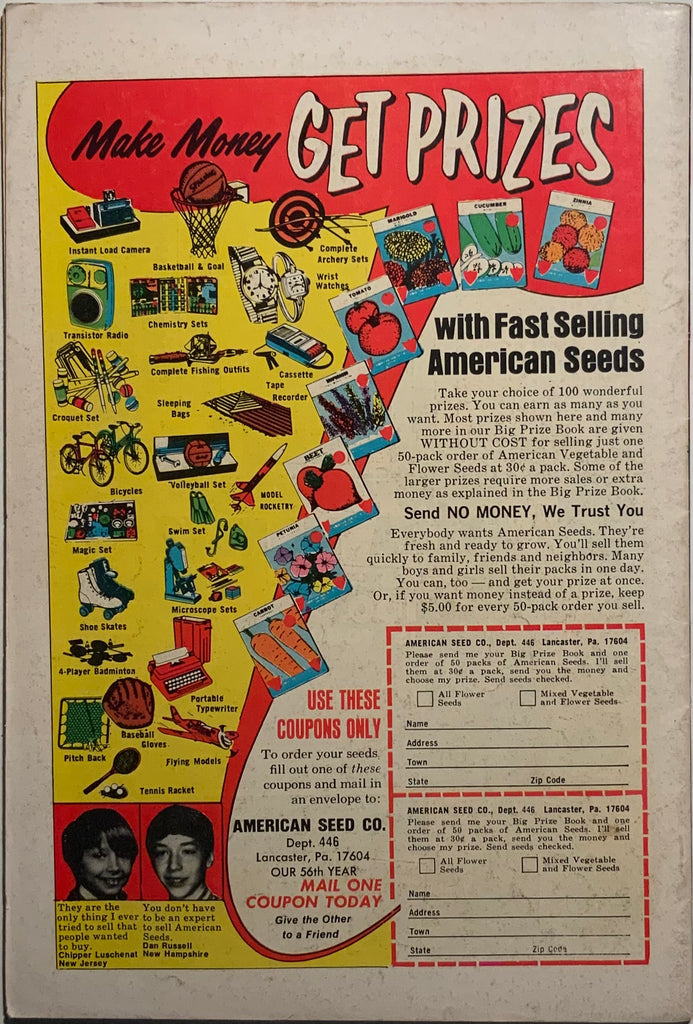 Make Money GET PRIZES
SPALDING
Instant Load Camera
Basketball & Goal
Complete
Archery Sets
Wrist
Watches
Transistor Radio
Chemistry Sets
Complete Fishing Outfits
Cassette
Tape
Recorder
Croquet Set
Sleeping
Bags
Bicycles
Volleyball Set
MODEL
ROCKETRY
Magic Set
Swim Set
Shoe Skates
Microscope Sets
4-Player Badminton
Portable
Typewriter
Pitch Back
Baseball
Gloves
Flying Models
Tennis Racket
MARIGOLD
CUCUMBER
ZINNIA
TOMATO
BEET
PETUNIA
CARROT
with Fast Selling
American Seeds
Take your choice of 100 wonderful
prizes. You can earn as many as you
want. Most prizes shown here and many
more in our Big Prize Book are given
WITHOUT COST for selling just one
50-pack order of American Vegetable and
Flower Seeds at 30¢ a pack. Some of the
larger prizes require more sales or extra
money as explained in the Big Prize Book.
Send NO MONEY, We Trust You
Everybody wants American Seeds. They're
fresh and ready to grow. You'll sell them
quickly to family, friends and neighbors. Many
boys and girls sell their packs in one day.
You can, too — and get your prize at once.
Or, if you want money instead of a prize, keep
$5.00 for every 50-pack order you sell.
USE THESE
COUPONS ONLY
To order your seeds
fill out one of these
coupons and mail in
an envelope to:
AMERICAN SEED CO.
Dept. 446
Lancaster, Pa. 17604
OUR 56th YEAR
MAIL ONE
COUPON TODAY
Give the Other
to a Friend
They are the
only thing I ever
tried to sell that
people wanted
to buy.
Chipper Luschenat
New Jersey
You don't have
to be an expert
to sell American
Seeds.
Dan Russell
New Hampshire
AMERICAN SEED CO., Dept. 446 Lancaster, Pa. 17604
Please send me your Big Prize Book and one
order of 50 packs of American Seeds. I'll sell
them at 30¢ a pack, send you the money and
choose my prize. Send seeds checked.
All Flower
Seeds
Mixed Vegetable
and Flower Seeds
Name
Address
Town
State Zip Code
AMERICAN SEED CO., Dept. 446 Lancaster, Pa. 17604
Please send me your Big Prize Book and one
order of 50 packs of American Seeds. I'll sell
them at 30¢ a pack, send you the money and
choose my prize. Send seeds checked.
All Flower
Seeds
Mixed Vegetable
and Flower Seeds
Name
Address
Town
State Zip Code